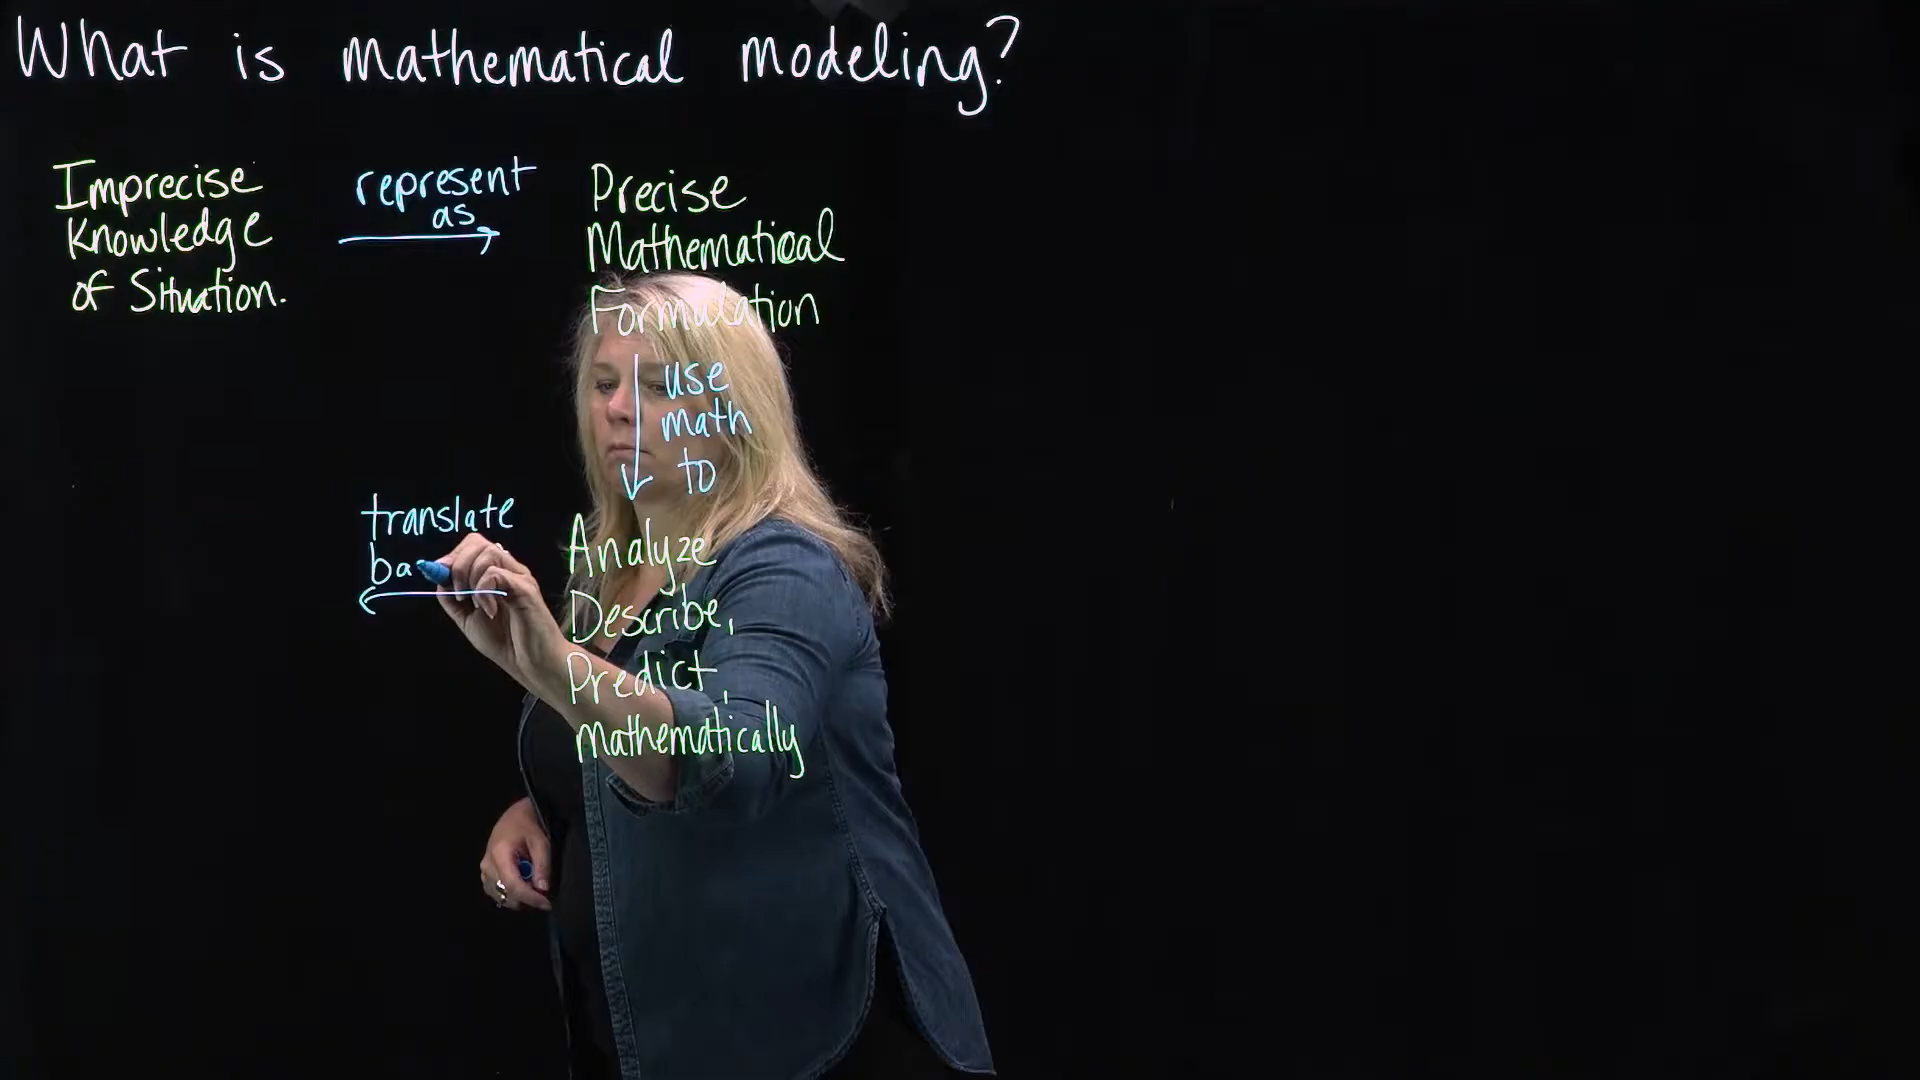 What is mathematical modeling?
Imprecise
Knowledge
of Situation.
represent
as
Precise
Mathematical
Formulation
use
math
to
translate
ba
Analyze
Describe,
Predict,
mathematically